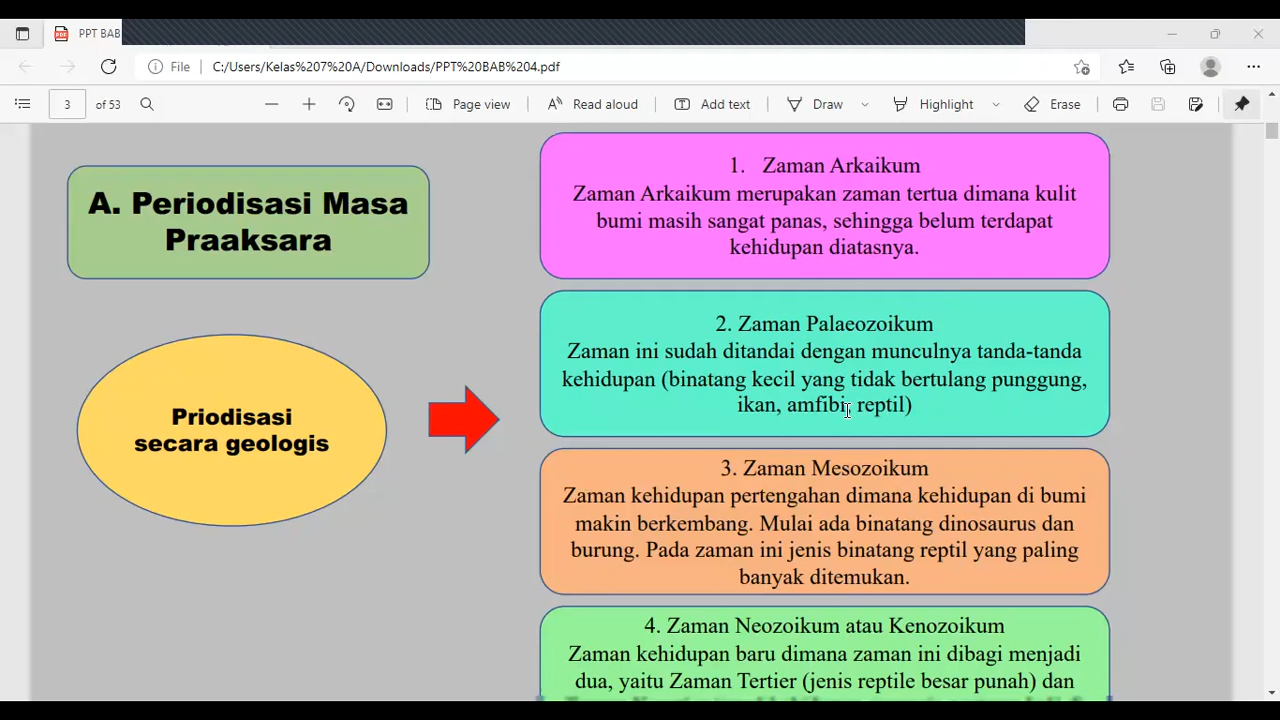 PPT BAB
File
C:/Users/Kelas%207%20A/Downloads/PPT%20BAB%204.pdf
3 of 53
Page view
Read aloud
Add text
Draw
Highlight
Erase
A. Periodisasi Masa
Praaksara
Priodisasi
secara geologis
1. Zaman Arkaikum
Zaman Arkaikum merupakan zaman tertua dimana kulit
bumi masih sangat panas, sehingga belum terdapat
kehidupan diatasnya.
2. Zaman Palaeozoikum
Zaman ini sudah ditandai dengan munculnya tanda-tanda
kehidupan (binatang kecil yang tidak bertulang punggung,
ikan, amfibi, reptil)
3. Zaman Mesozoikum
Zaman kehidupan pertengahan dimana kehidupan di bumi
makin berkembang. Mulai ada binatang dinosaurus dan
burung. Pada zaman ini jenis binatang reptil yang paling
banyak ditemukan.
4. Zaman Neozoikum atau Kenozoikum
Zaman kehidupan baru dimana zaman ini dibagi menjadi
dua, yaitu Zaman Tertier (jenis reptile besar punah) dan